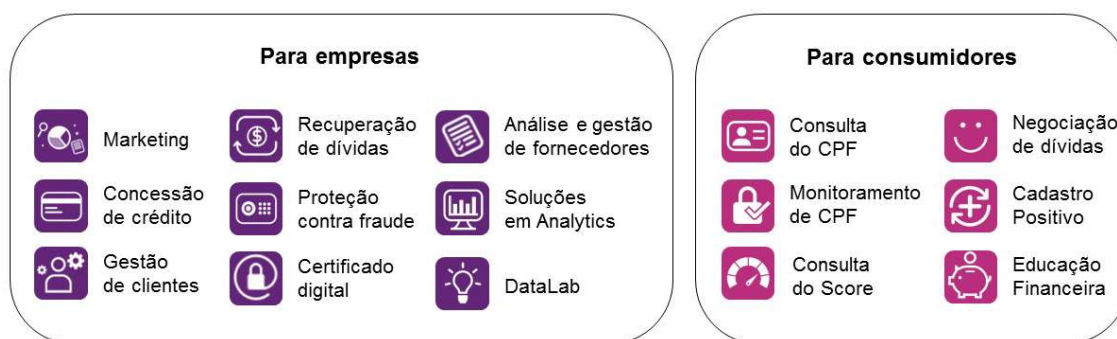 Para empresas
Marketing
Recuperação
de dívidas
Análise e gestão
de fornecedores
Concessão
de crédito
Proteção
contra fraude
Soluções
em Analytics
Gestão
de clientes
Certificado
digital
DataLab
Para consumidores
Consulta
do CPF
Negociação
de dívidas
Monitoramento
de CPF
Cadastro
Positivo
Consulta
do Score
Educação
Financeira